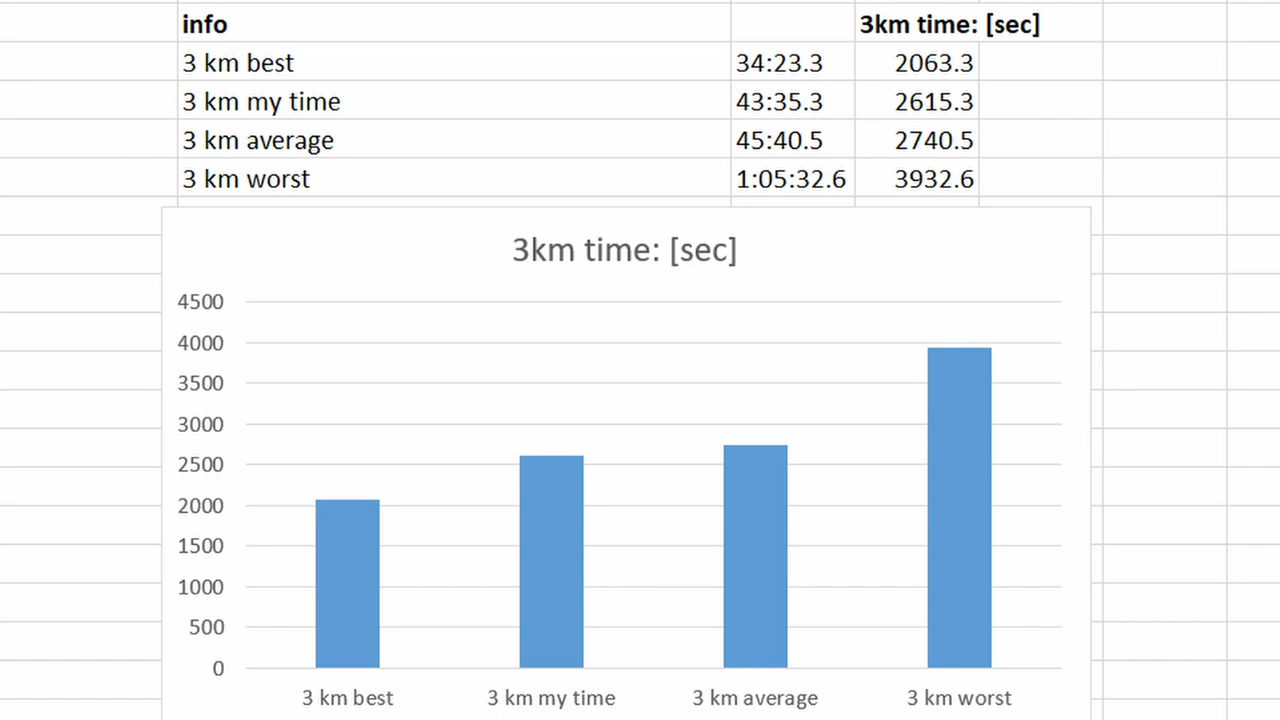 info 3km time: [sec]
3 km best 34:23.3 2063.3
3 km my time 43:35.3 2615.3
3 km average 45:40.5 2740.5
3 km worst 1:05:32.6 3932.6
3km time: [sec]
4500
4000
3500
3000
2500
2000
1500
1000
500
0
3 km best 3 km my time 3 km average 3 km worst